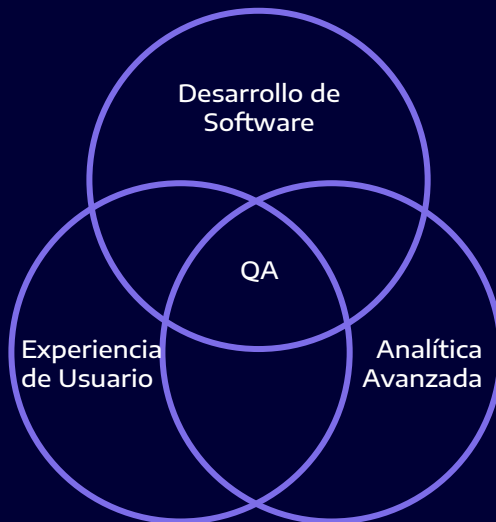 Desarrollo de
Software
QA
Experiencia
de Usuario
Analítica
Avanzada